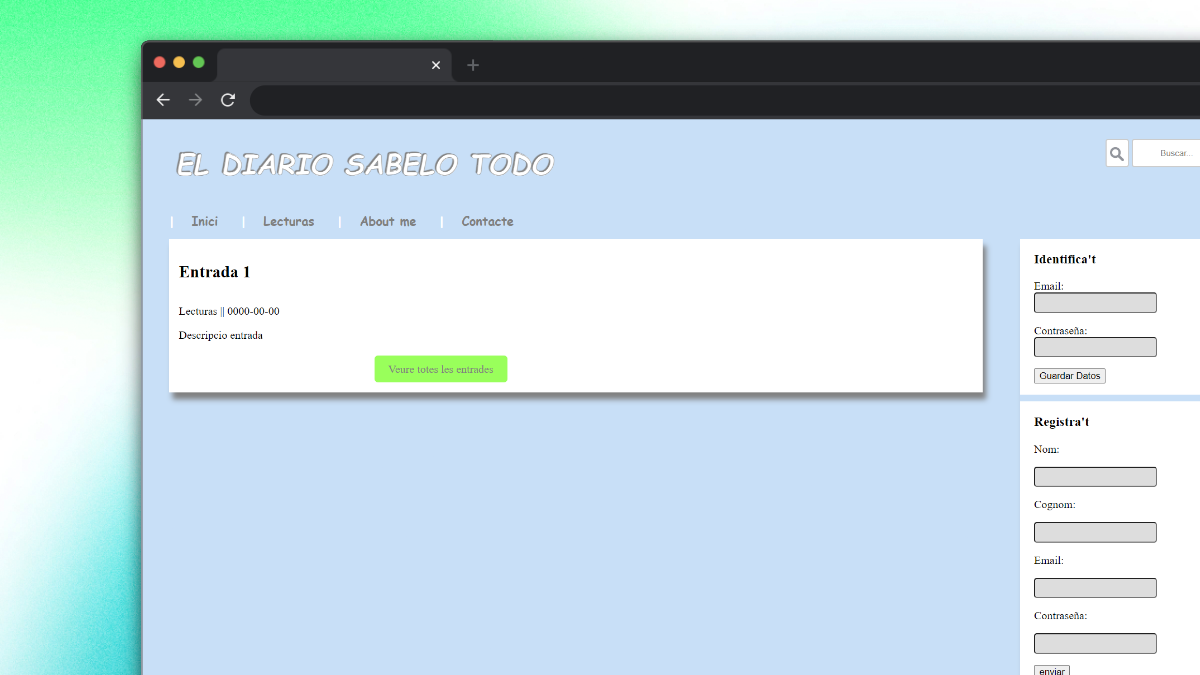 EL DIARIO SABELO TODO
Buscar...
| Inici | Lecturas | About me | Contacte
Entrada 1
Lecturas || 0000-00-00
Descripcio entrada
Veure totes les entrades
Identifica't
Email:
Contraseña:
Guardar Datos
Registra't
Nom:
Cognom:
Email:
Contraseña:
enviar